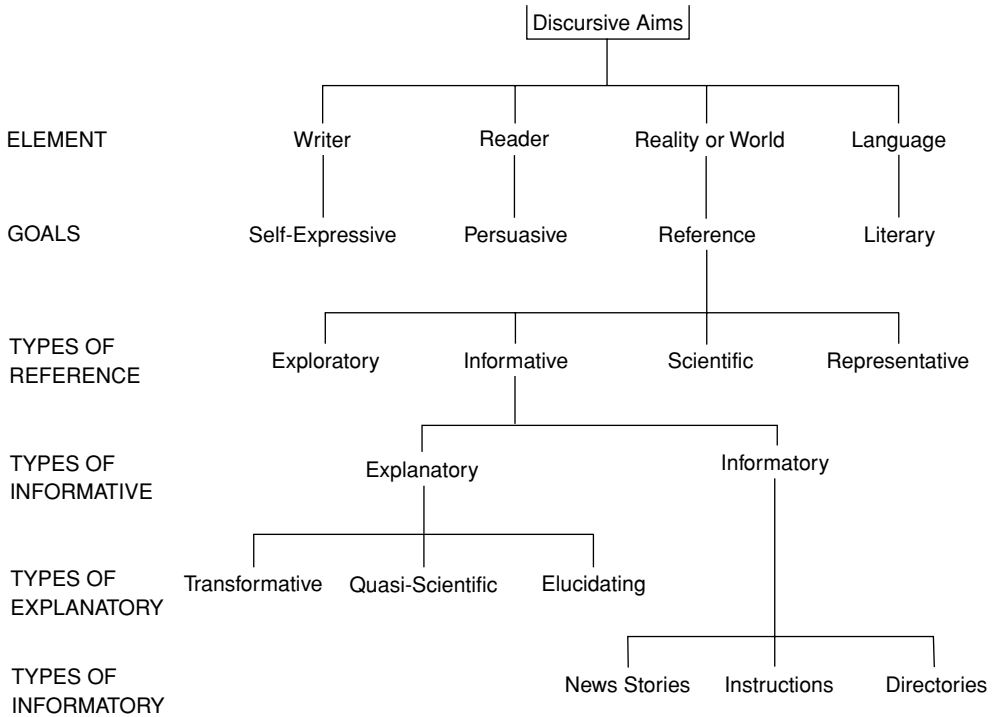 Discursive Aims
ELEMENT Writer Reader Reality or World Language
GOALS Self-Expressive Persuasive Reference Literary
TYPES OF
REFERENCE
Exploratory Informative Scientific Representative
TYPES OF
INFORMATIVE
Explanatory Informatory
TYPES OF
EXPLANATORY
Transformative Quasi-Scientific Elucidating
TYPES OF
INFORMATORY
News Stories Instructions Directories